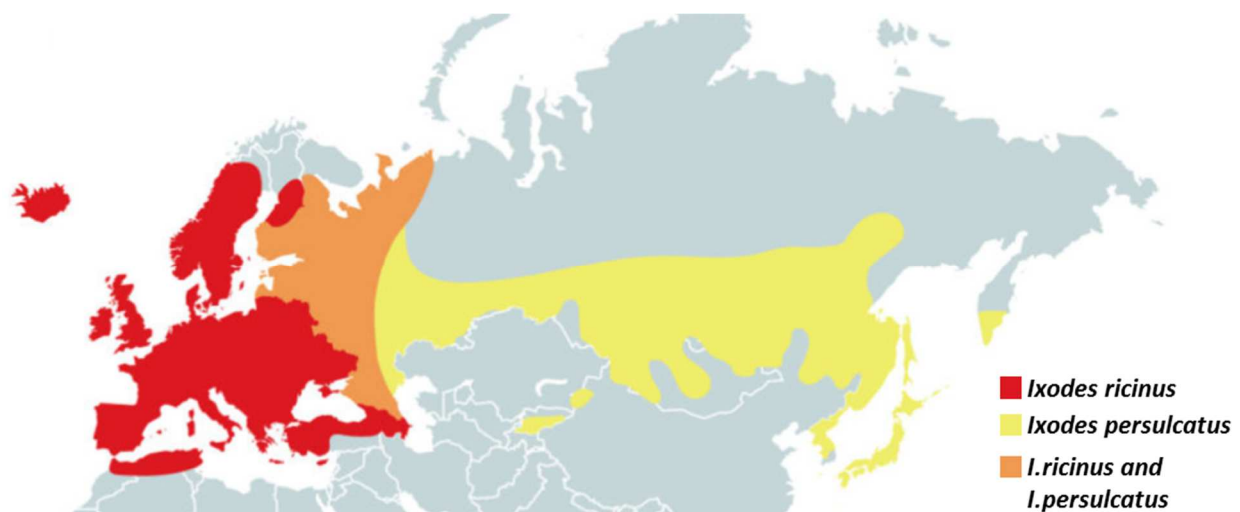 Ixodes ricinus
Ixodes persulcatus
I.ricinus and
I.persulcatus